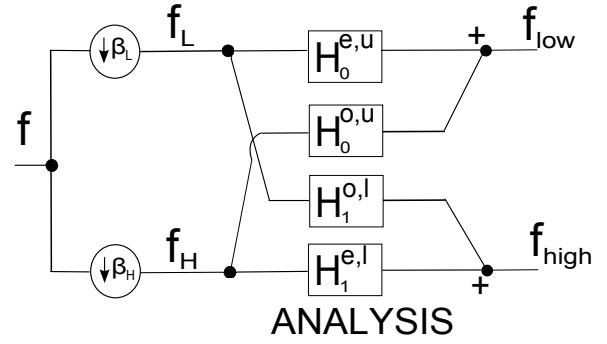 f
↓β_L
f_L
f_H
↓β_H
H_0^{e,u}
H_0^{o,u}
H_1^{o,l}
H_1^{e,l}
+
f_low
f_high
+
ANALYSIS